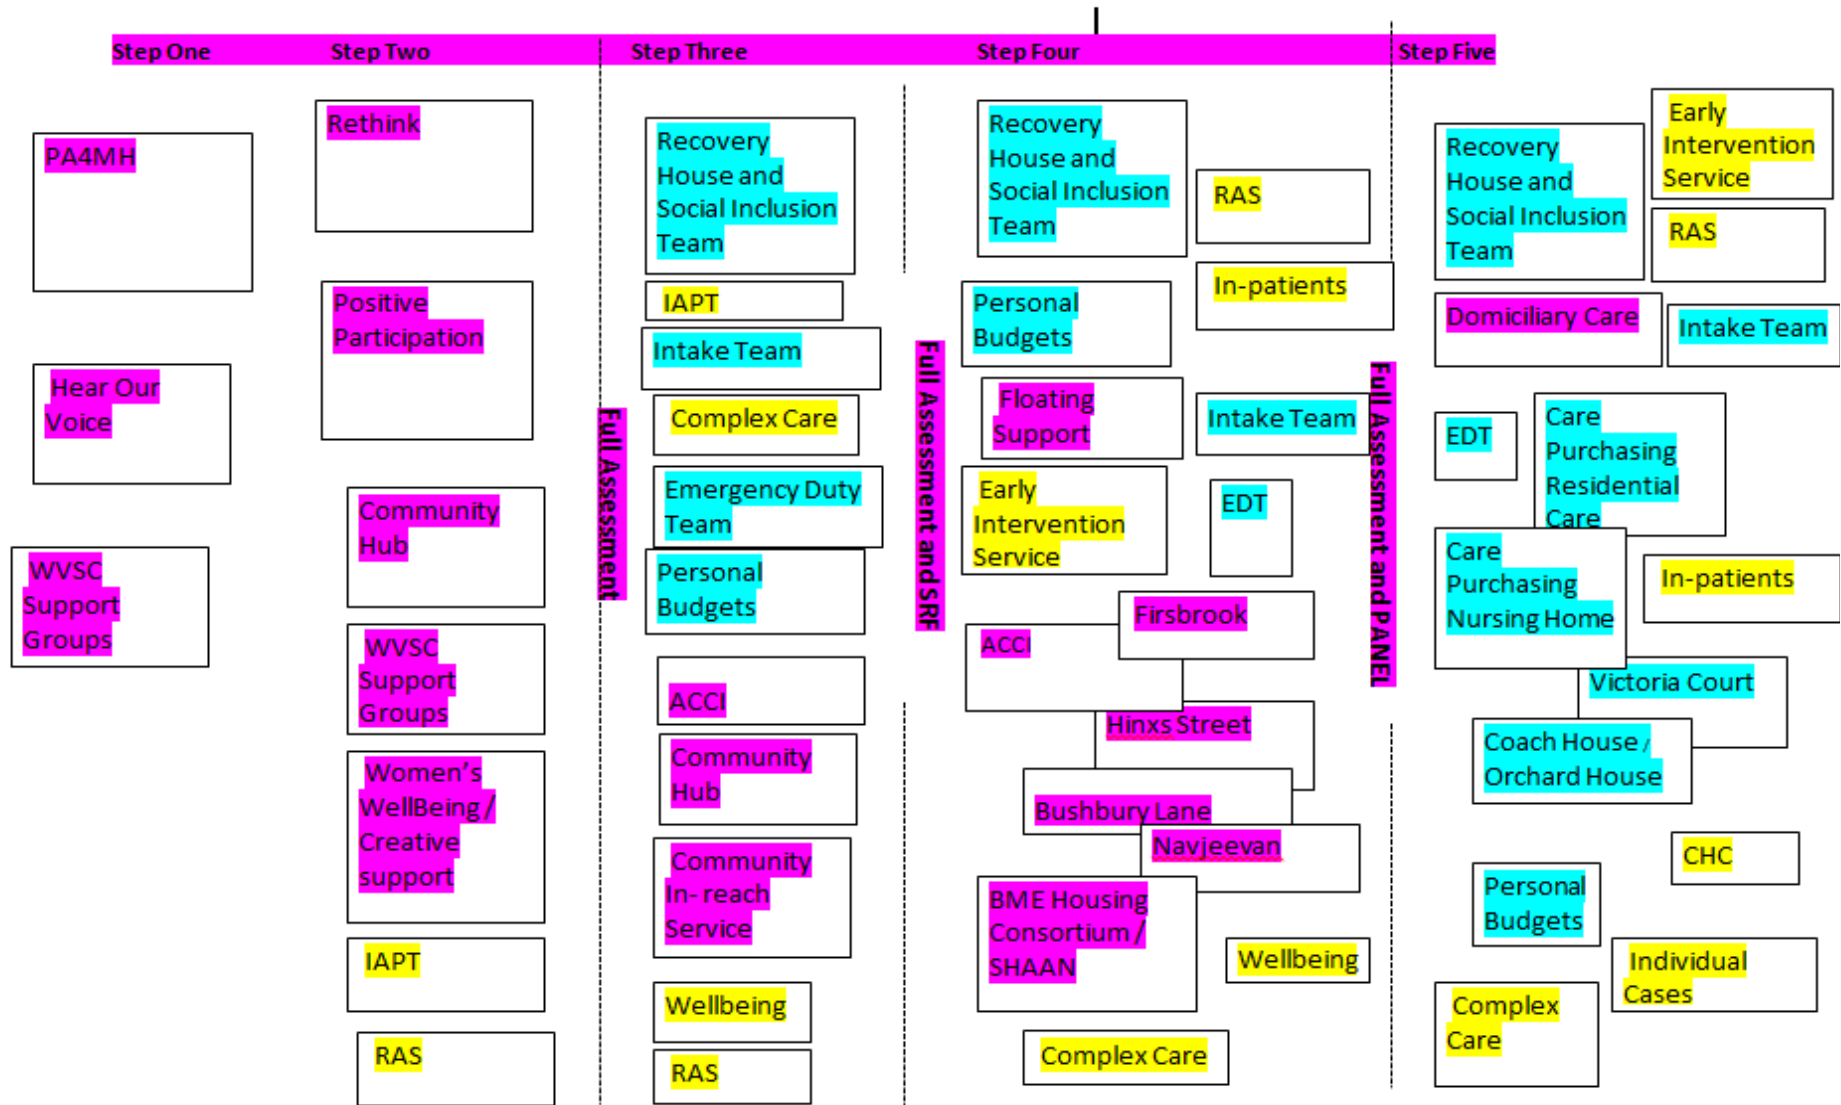 Step One
Step Two
Step Three
Step Four
Step Five
PA4MH
Hear Our
Voice
WVSC
Support
Groups
Rethink
Positive
Participation
Community
Hub
WVSC
Support
Groups
Women’s
WellBeing /
Creative
support
IAPT
RAS
Full Assessment
Recovery
House and
Social Inclusion
Team
IAPT
Intake Team
Complex Care
Emergency Duty
Team
Personal
Budgets
ACCI
Community
Hub
Community
In- reach
Service
Wellbeing
RAS
Full Assessment and SRF
Recovery
House and
Social Inclusion
Team
RAS
In-patients
Personal
Budgets
Floating
Support
Intake Team
Early
Intervention
Service
EDT
Firsbrook
ACCI
Hinxs Street
Bushbury Lane
Navjeevan
BME Housing
Consortium /
SHAAN
Wellbeing
Complex Care
Full Assessment and PANEL
Recovery
House and
Social Inclusion
Team
Early
Intervention
Service
RAS
Domiciliary Care
Intake Team
EDT
Care
Purchasing
Residential
Care
Care
Purchasing
Nursing Home
In-patients
Victoria Court
Coach House /
Orchard House
CHC
Personal
Budgets
Individual
Cases
Complex
Care